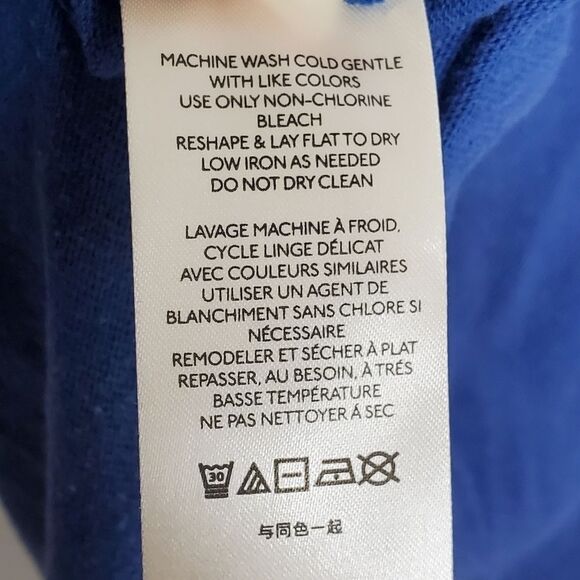 MACHINE WASH COLD GENTLE
WITH LIKE COLORS
USE ONLY NON-CHLORINE
BLEACH
RESHAPE & LAY FLAT TO DRY
LOW IRON AS NEEDED
DO NOT DRY CLEAN
LAVAGE MACHINE À FROID,
CYCLE LINGE DÉLICAT
AVEC COULEURS SIMILAIRES
UTILISER UN AGENT DE
BLANCHIMENT SANS CHLORE SI
NÉCESSAIRE
REMODELER ET SÉCHER À PLAT
REPASSER, AU BESOIN, À TRÉS
BASSE TEMPÉRATURE
NE PAS NETTOYER Á SEC
30
与同色一起